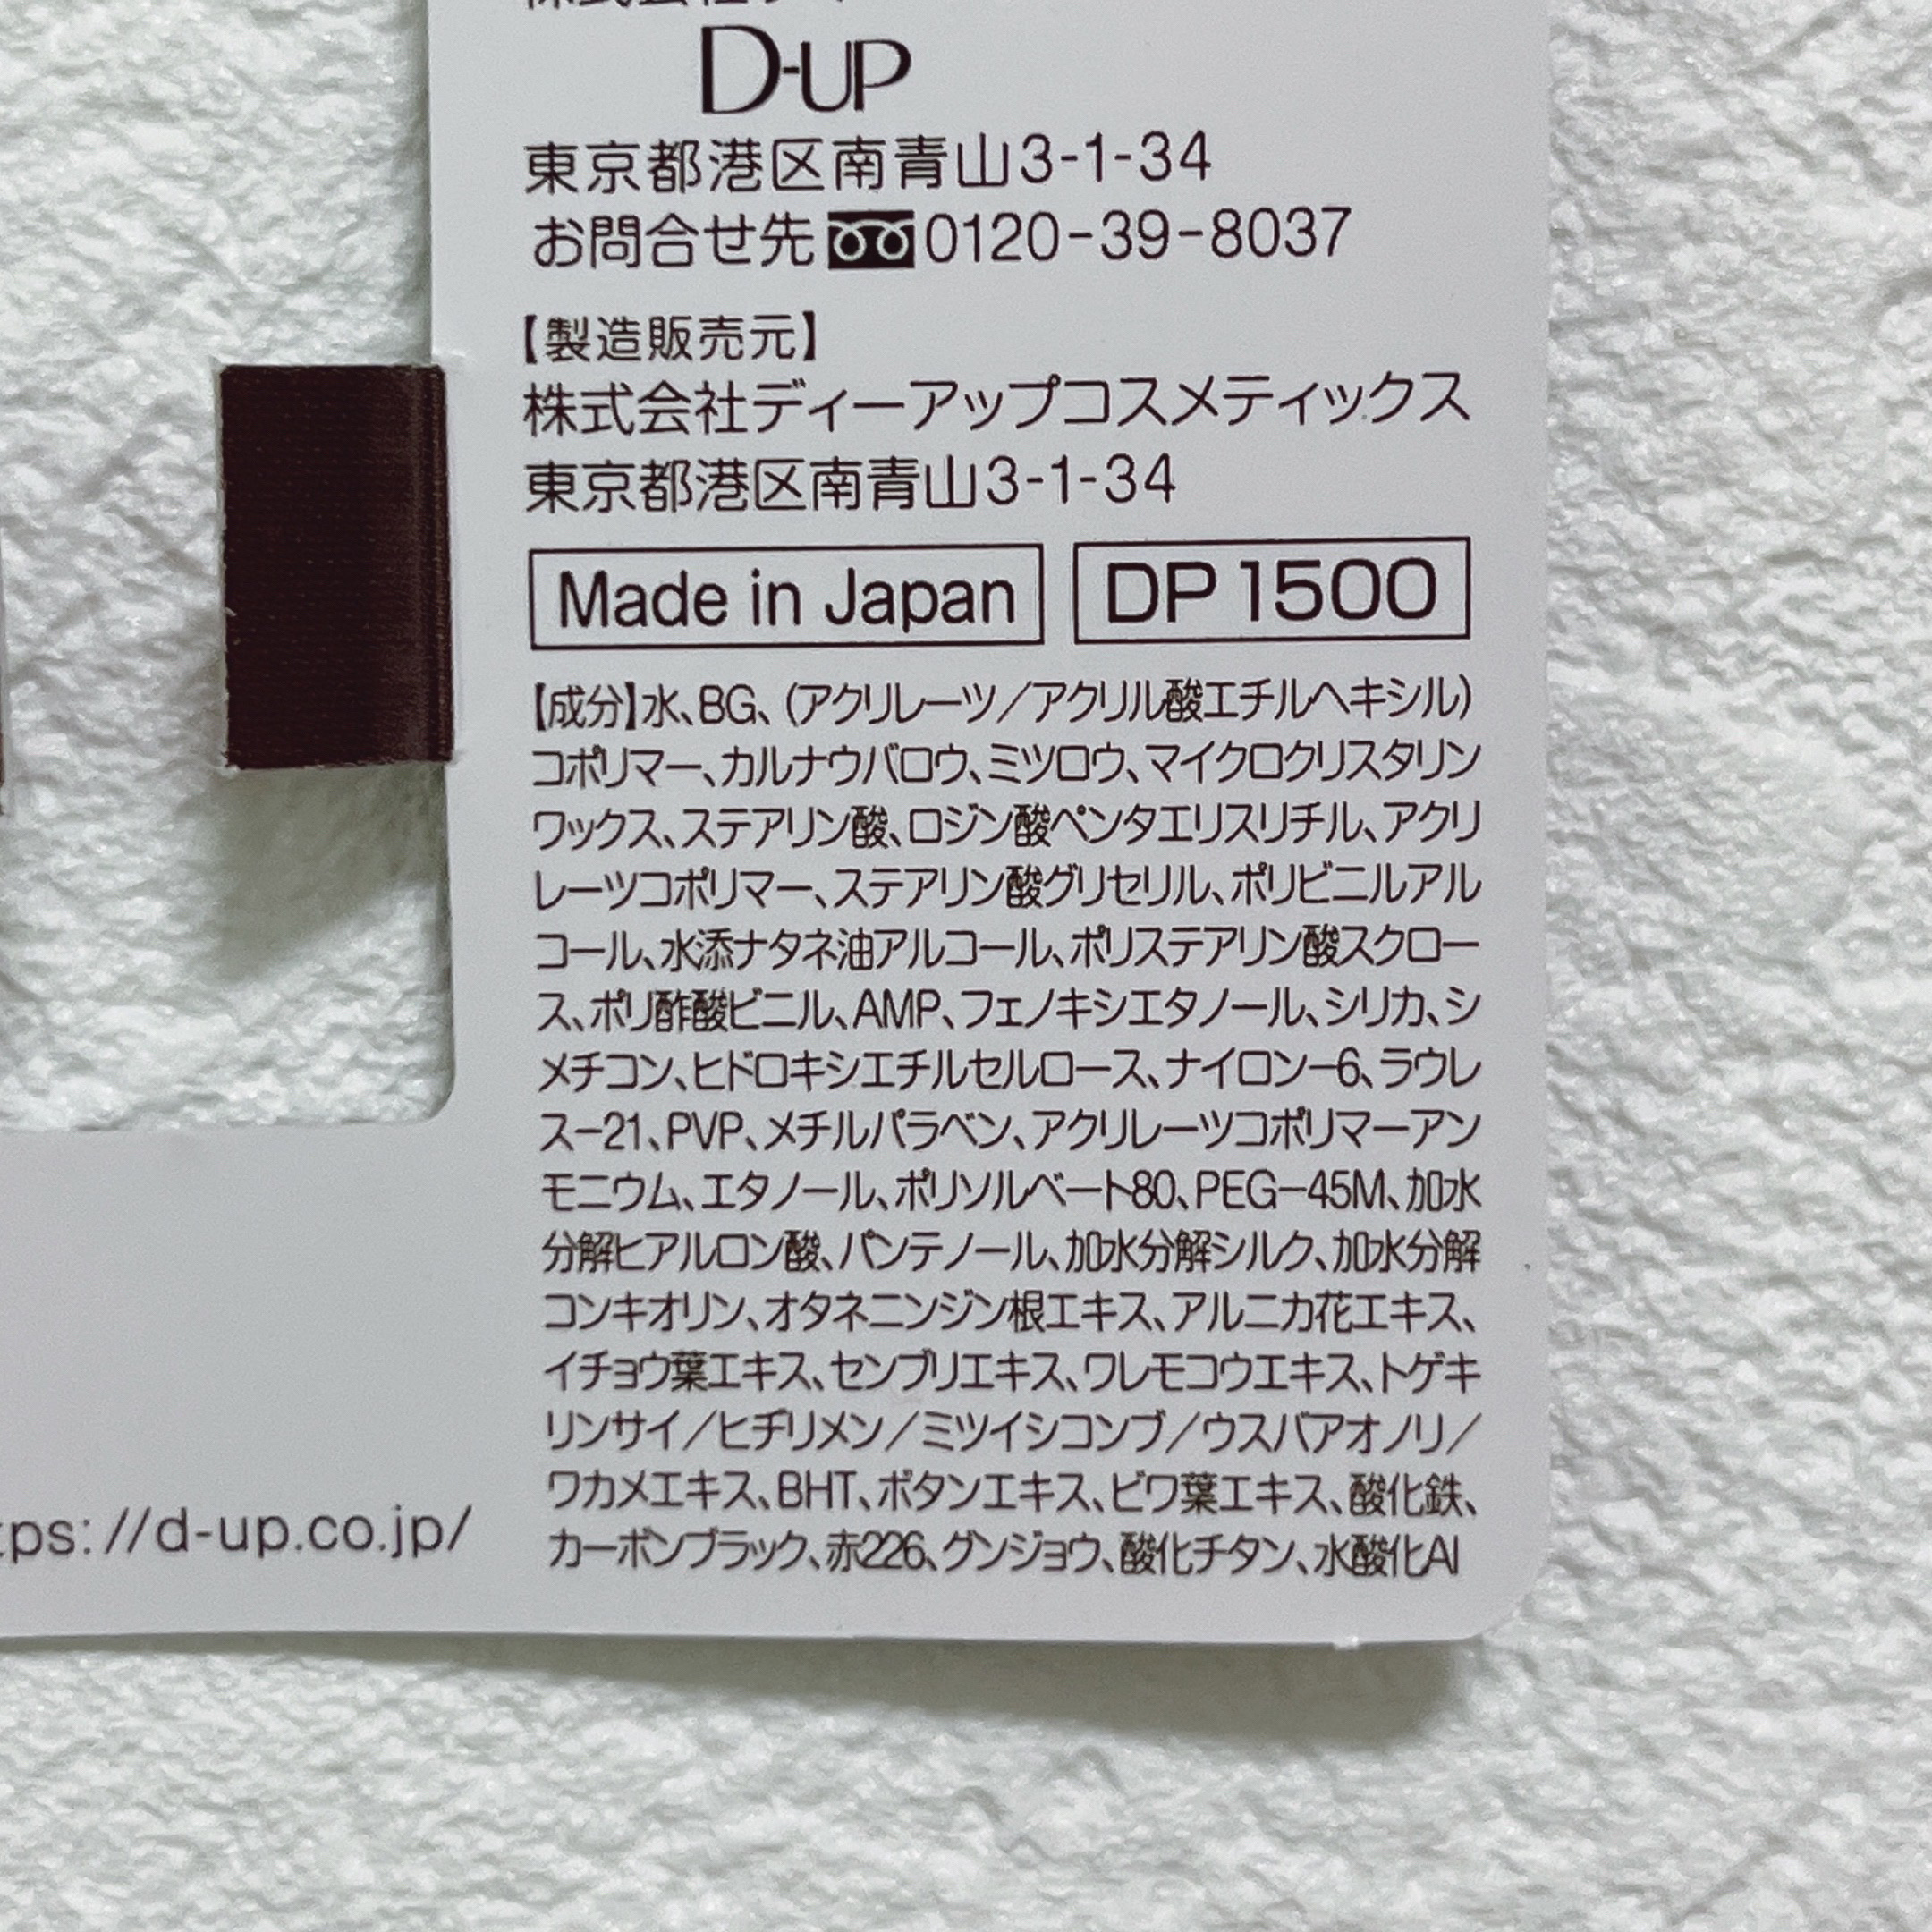 D-UP
東京都港区南青山3-1-34
お問合せ先 0120-39-8037
【製造販売元】
株式会社ディーアップコスメティックス
東京都港区南青山3-1-34
Made in Japan DP 1500
【成分】水、BG、(アクリレーツ/アクリル酸エチルヘキシル)
コポリマー、カルナウバロウ、ミツロウ、マイクロクリスタリン
ワックス、ステアリン酸、ロジン酸ペンタエリスリチル、アクリ
レーツコポリマー、ステアリン酸グリセリル、ポリビニルアル
コール、水添ナタネ油アルコール、ポリステアリン酸スクロー
ス、ポリ酢酸ビニル、AMP、フェノキシエタノール、シリカ、シ
メチコン、ヒドロキシエチルセルロース、ナイロン-6、ラウレ
ス-21、PVP、メチルパラベン、アクリレーツコポリマーアン
モニウム、エタノール、ポリソルベート80、PEG-45M、加水
分解ヒアルロン酸、パンテノール、加水分解シルク、加水分解
コンキオリン、オタネニンジン根エキス、アルニカ花エキス、
イチョウ葉エキス、センブリエキス、ワレモコウエキス、トゲキ
リンサイ/ヒヂリメン/ミツイシコンブ/ウスバアオノリ/
ワカメエキス、BHT、ボタンエキス、ビワ葉エキス、酸化鉄、
カーボンブラック、赤226、グンジョウ、酸化チタン、水酸化Al
tps://d-up.co.jp/